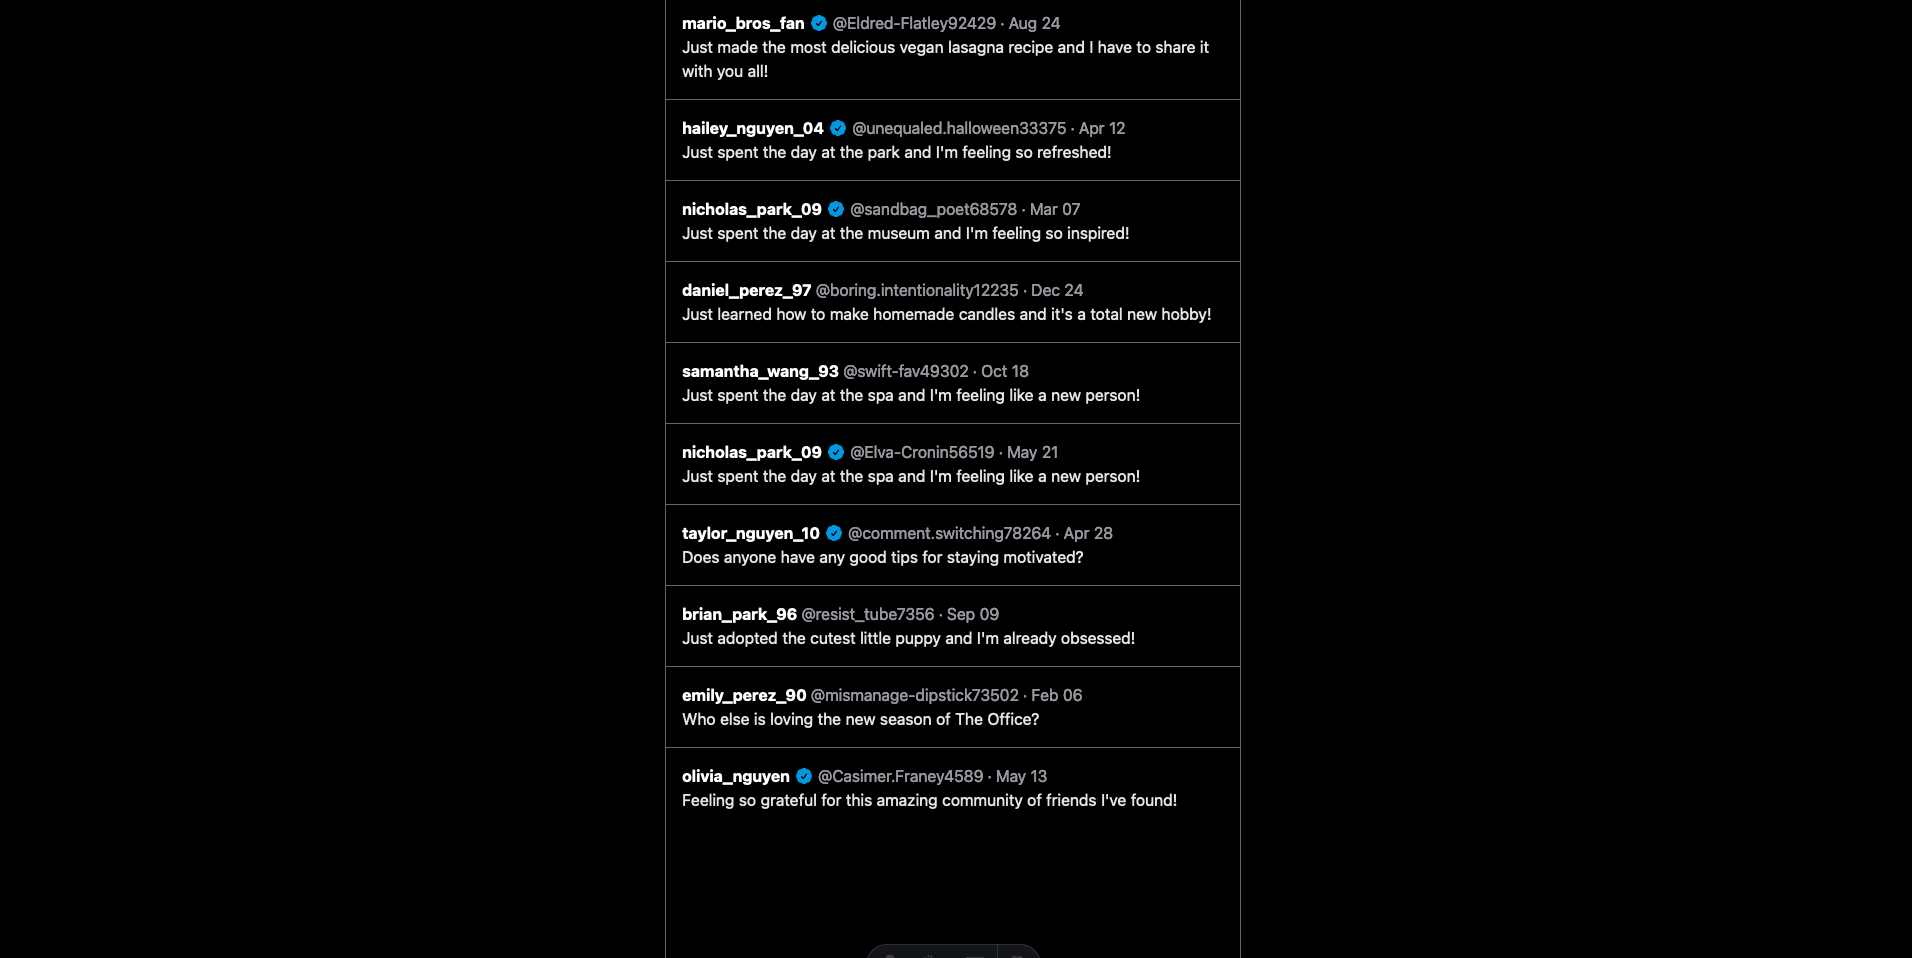 mario_bros_fan @Eldred-Flatley92429 · Aug 24
Just made the most delicious vegan lasagna recipe and I have to share it
with you all!
hailey_nguyen_04 @unequaled.halloween33375 · Apr 12
Just spent the day at the park and I'm feeling so refreshed!
nicholas_park_09 @sandbag_poet68578 · Mar 07
Just spent the day at the museum and I'm feeling so inspired!
daniel_perez_97 @boring.intentionality12235 · Dec 24
Just learned how to make homemade candles and it's a total new hobby!
samantha_wang_93 @swift-fav49302 · Oct 18
Just spent the day at the spa and I'm feeling like a new person!
nicholas_park_09 @Elva-Cronin56519 · May 21
Just spent the day at the spa and I'm feeling like a new person!
taylor_nguyen_10 @comment.switching78264 · Apr 28
Does anyone have any good tips for staying motivated?
brian_park_96 @resist_tube7356 · Sep 09
Just adopted the cutest little puppy and I'm already obsessed!
emily_perez_90 @mismanage-dipstick73502 · Feb 06
Who else is loving the new season of The Office?
olivia_nguyen @Casimer.Franey4589 · May 13
Feeling so grateful for this amazing community of friends I've found!